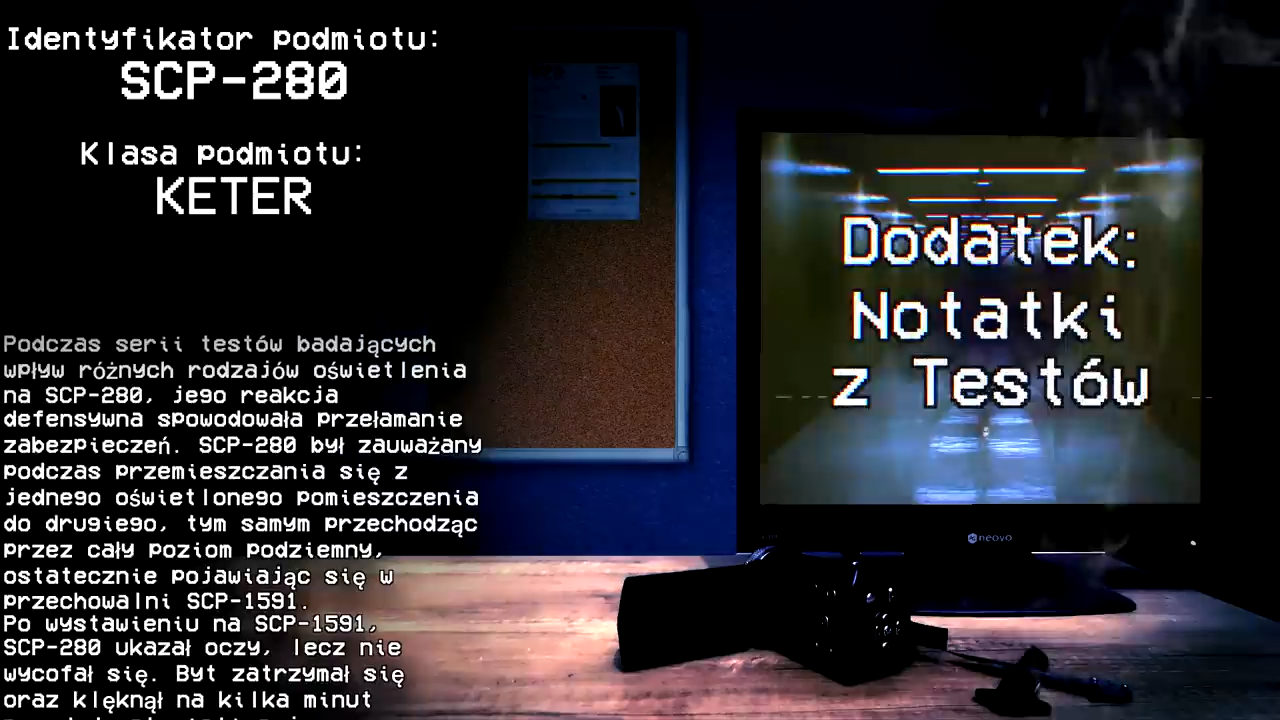 Identyfikator podmiotu:
SCP-280
Klasa podmiotu:
KETER
Podczas serii testów badających
wpływ różnych rodzajów oświetlenia
na SCP-280, jego reakcja
defensywna spowodowała przełamanie
zabezpieczeń. SCP-280 był zauważany
podczas przemieszczania się z
jednego oświetlonego pomieszczenia
do drugiego, tym samym przechodząc
przez cały poziom podziemny,
ostatecznie pojawiając się w
przechowalni SCP-1591.
Po wystawieniu na SCP-1591,
SCP-280 ukazał oczy, lecz nie
wycofał się. Byt zatrzymał się
oraz klęknął na kilka minut
Dodatek:
Notatki
z Testów
neovo